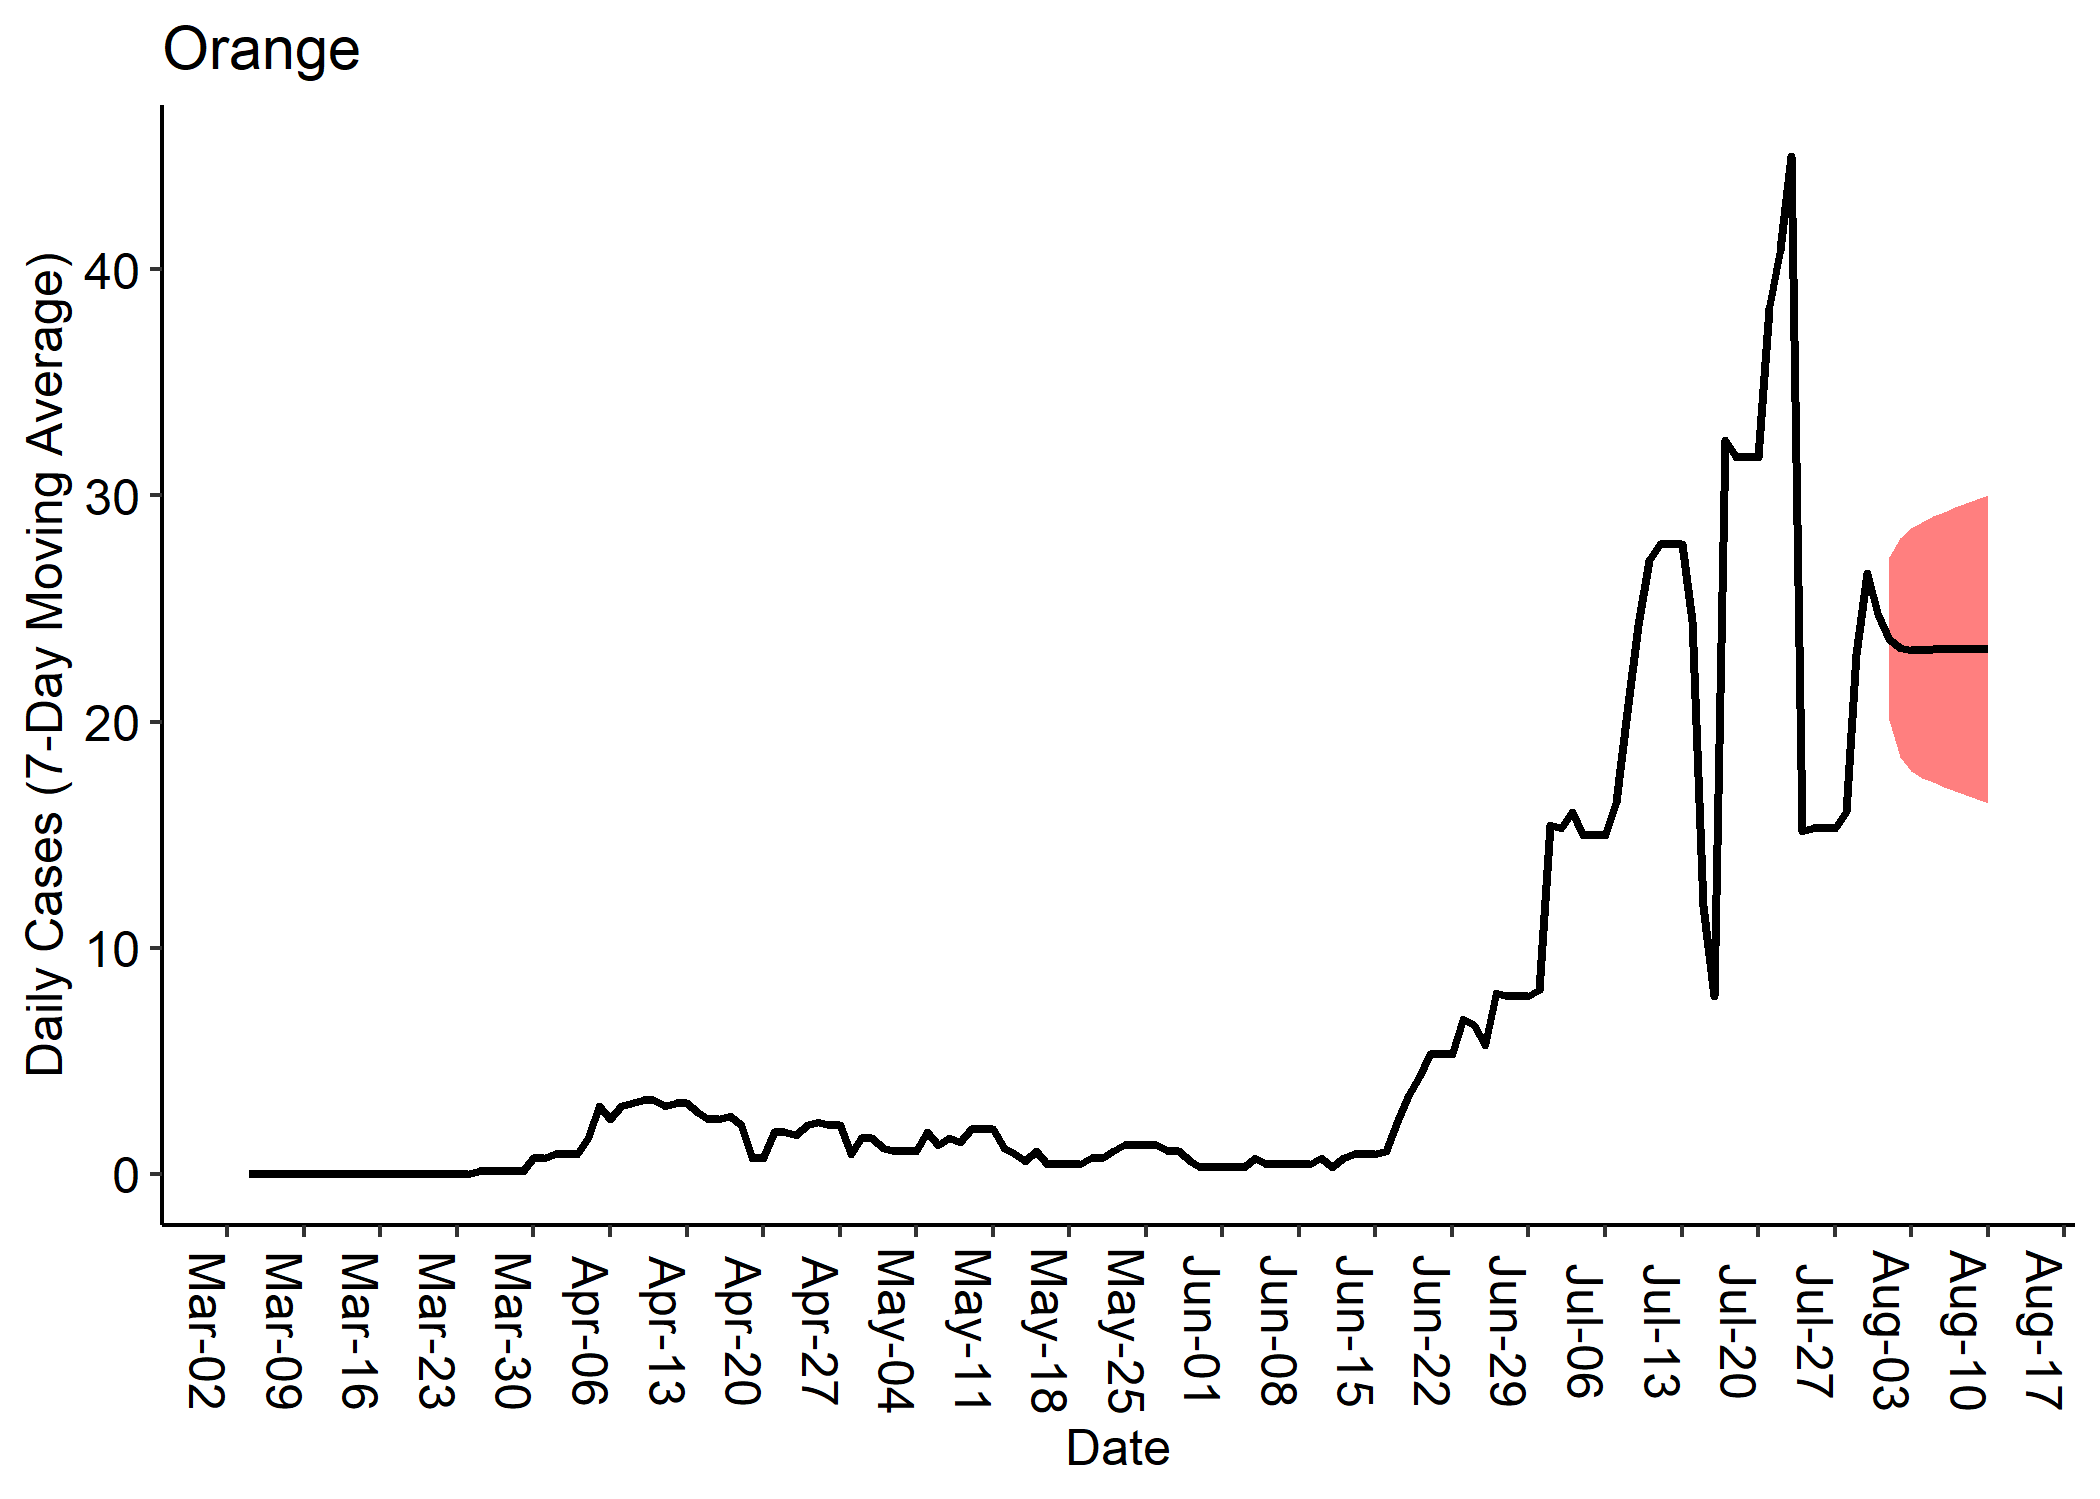 Orange
Daily Cases (7-Day Moving Average)
40
30
20
10
0
Mar-02
Mar-09
Mar-16
Mar-23
Mar-30
Apr-06
Apr-13
Apr-20
Apr-27
May-04
May-11
May-18
May-25
Jun-01
Jun-08
Jun-15
Jun-22
Jun-29
Jul-06
Jul-13
Jul-20
Jul-27
Aug-03
Aug-10
Aug-17
Date